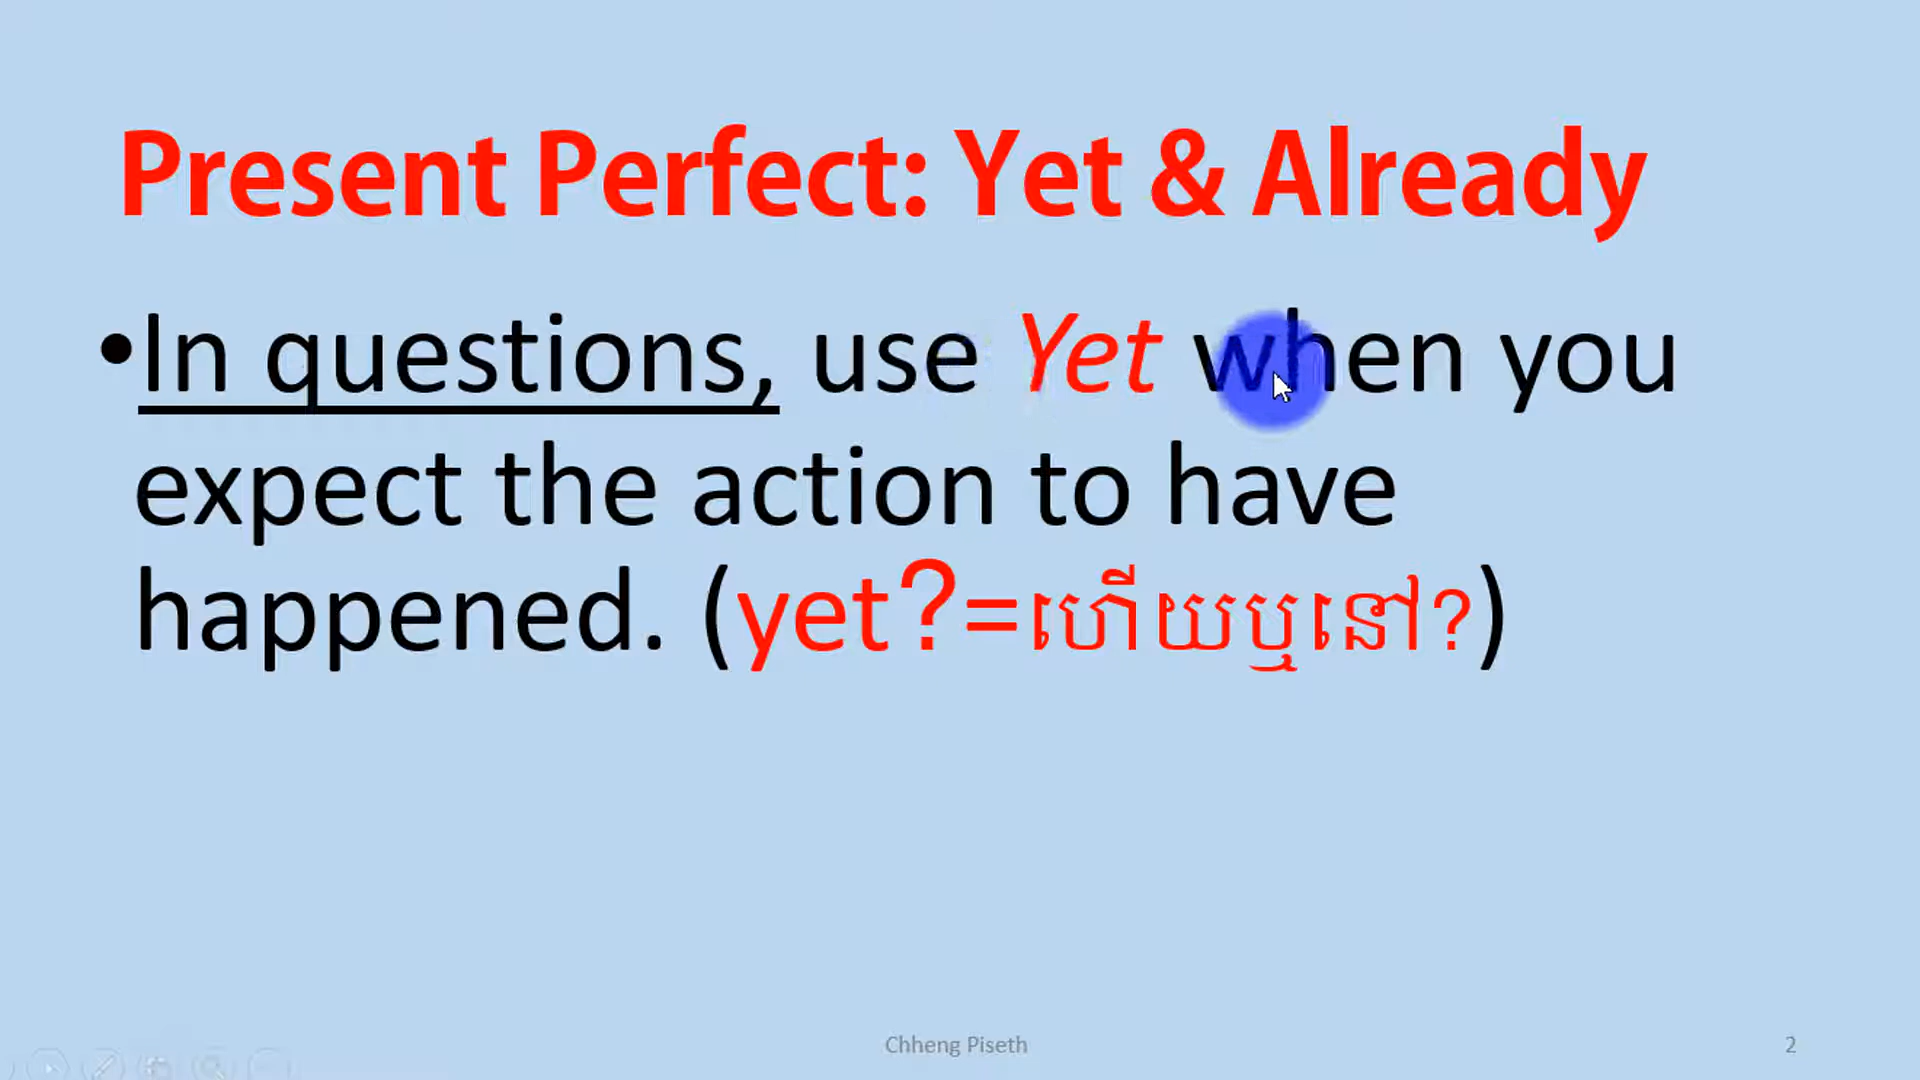 Present Perfect: Yet & Already
•In questions, use Yet when you
expect the action to have
happened. (yet?=ហើយឬនៅ?)
Chheng Piseth
2